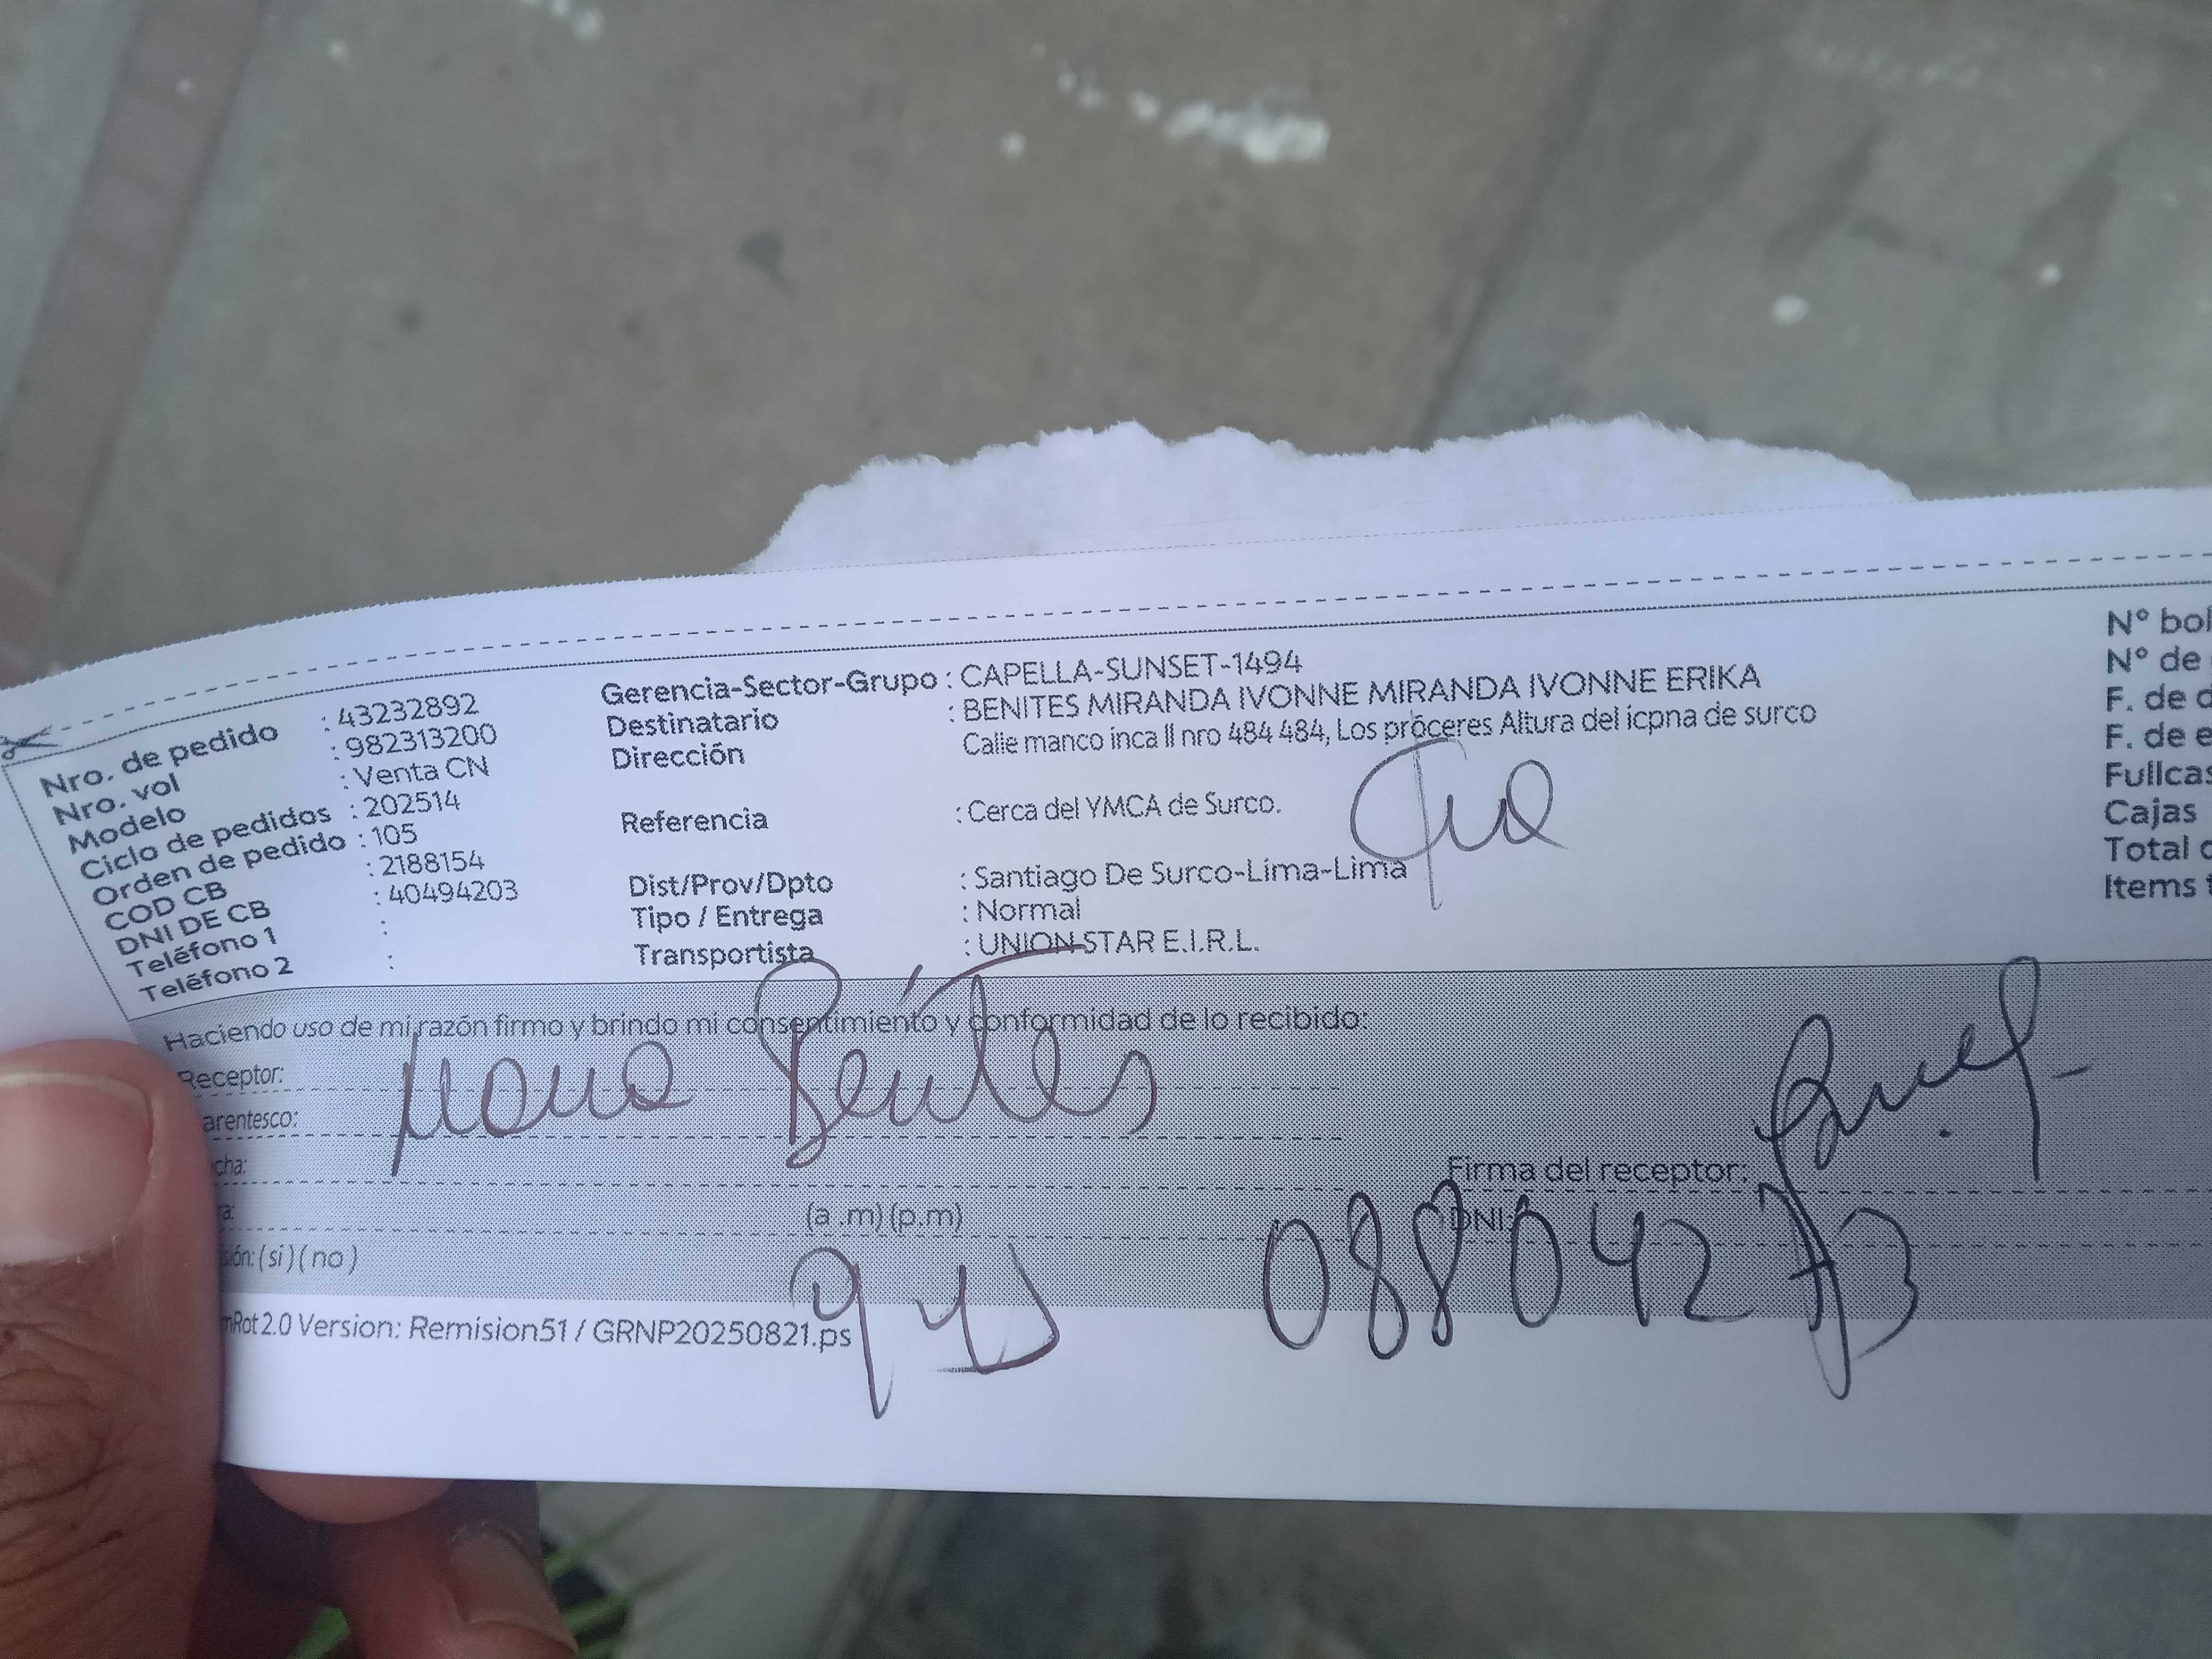 Nro. de pedido : 43232892
Nro. vol : 982313200
Modelo : Venta CN
Ciclo de pedidos : 202514
Orden de pedido : 105
COD CB : 2188154
DNI DE CB : 40494203
Teléfono 1 :
Teléfono 2 :
Gerencia-Sector-Grupo : CAPELLA-SUNSET-1494
Destinatario : BENITES MIRANDA IVONNE MIRANDA IVONNE ERIKA
Dirección Calle manco inca II nro 484 484, Los próceres Altura del icpna de surco
Referencia : Cerca del YMCA de Surco.
Tia
Dist/Prov/Dpto : Santiago De Surco-Lima-Lima
Tipo / Entrega : Normal
Transportista : UNION STAR E.I.R.L.
N° bol
N° de
F. de d
F. de e
Fullcas
Cajas
Total
Items
Haciendo uso de mi razón firmo y brindo mi consentimiento y conformidad de lo recibido:
Receptor: Benites
arentesco:
cha:
Firma del receptor:
a: (a .m) (p.m)
DNI: 08804273
sión: (si) (no)
Rot 2.0 Version: Remision51 / GRNP20250821.ps